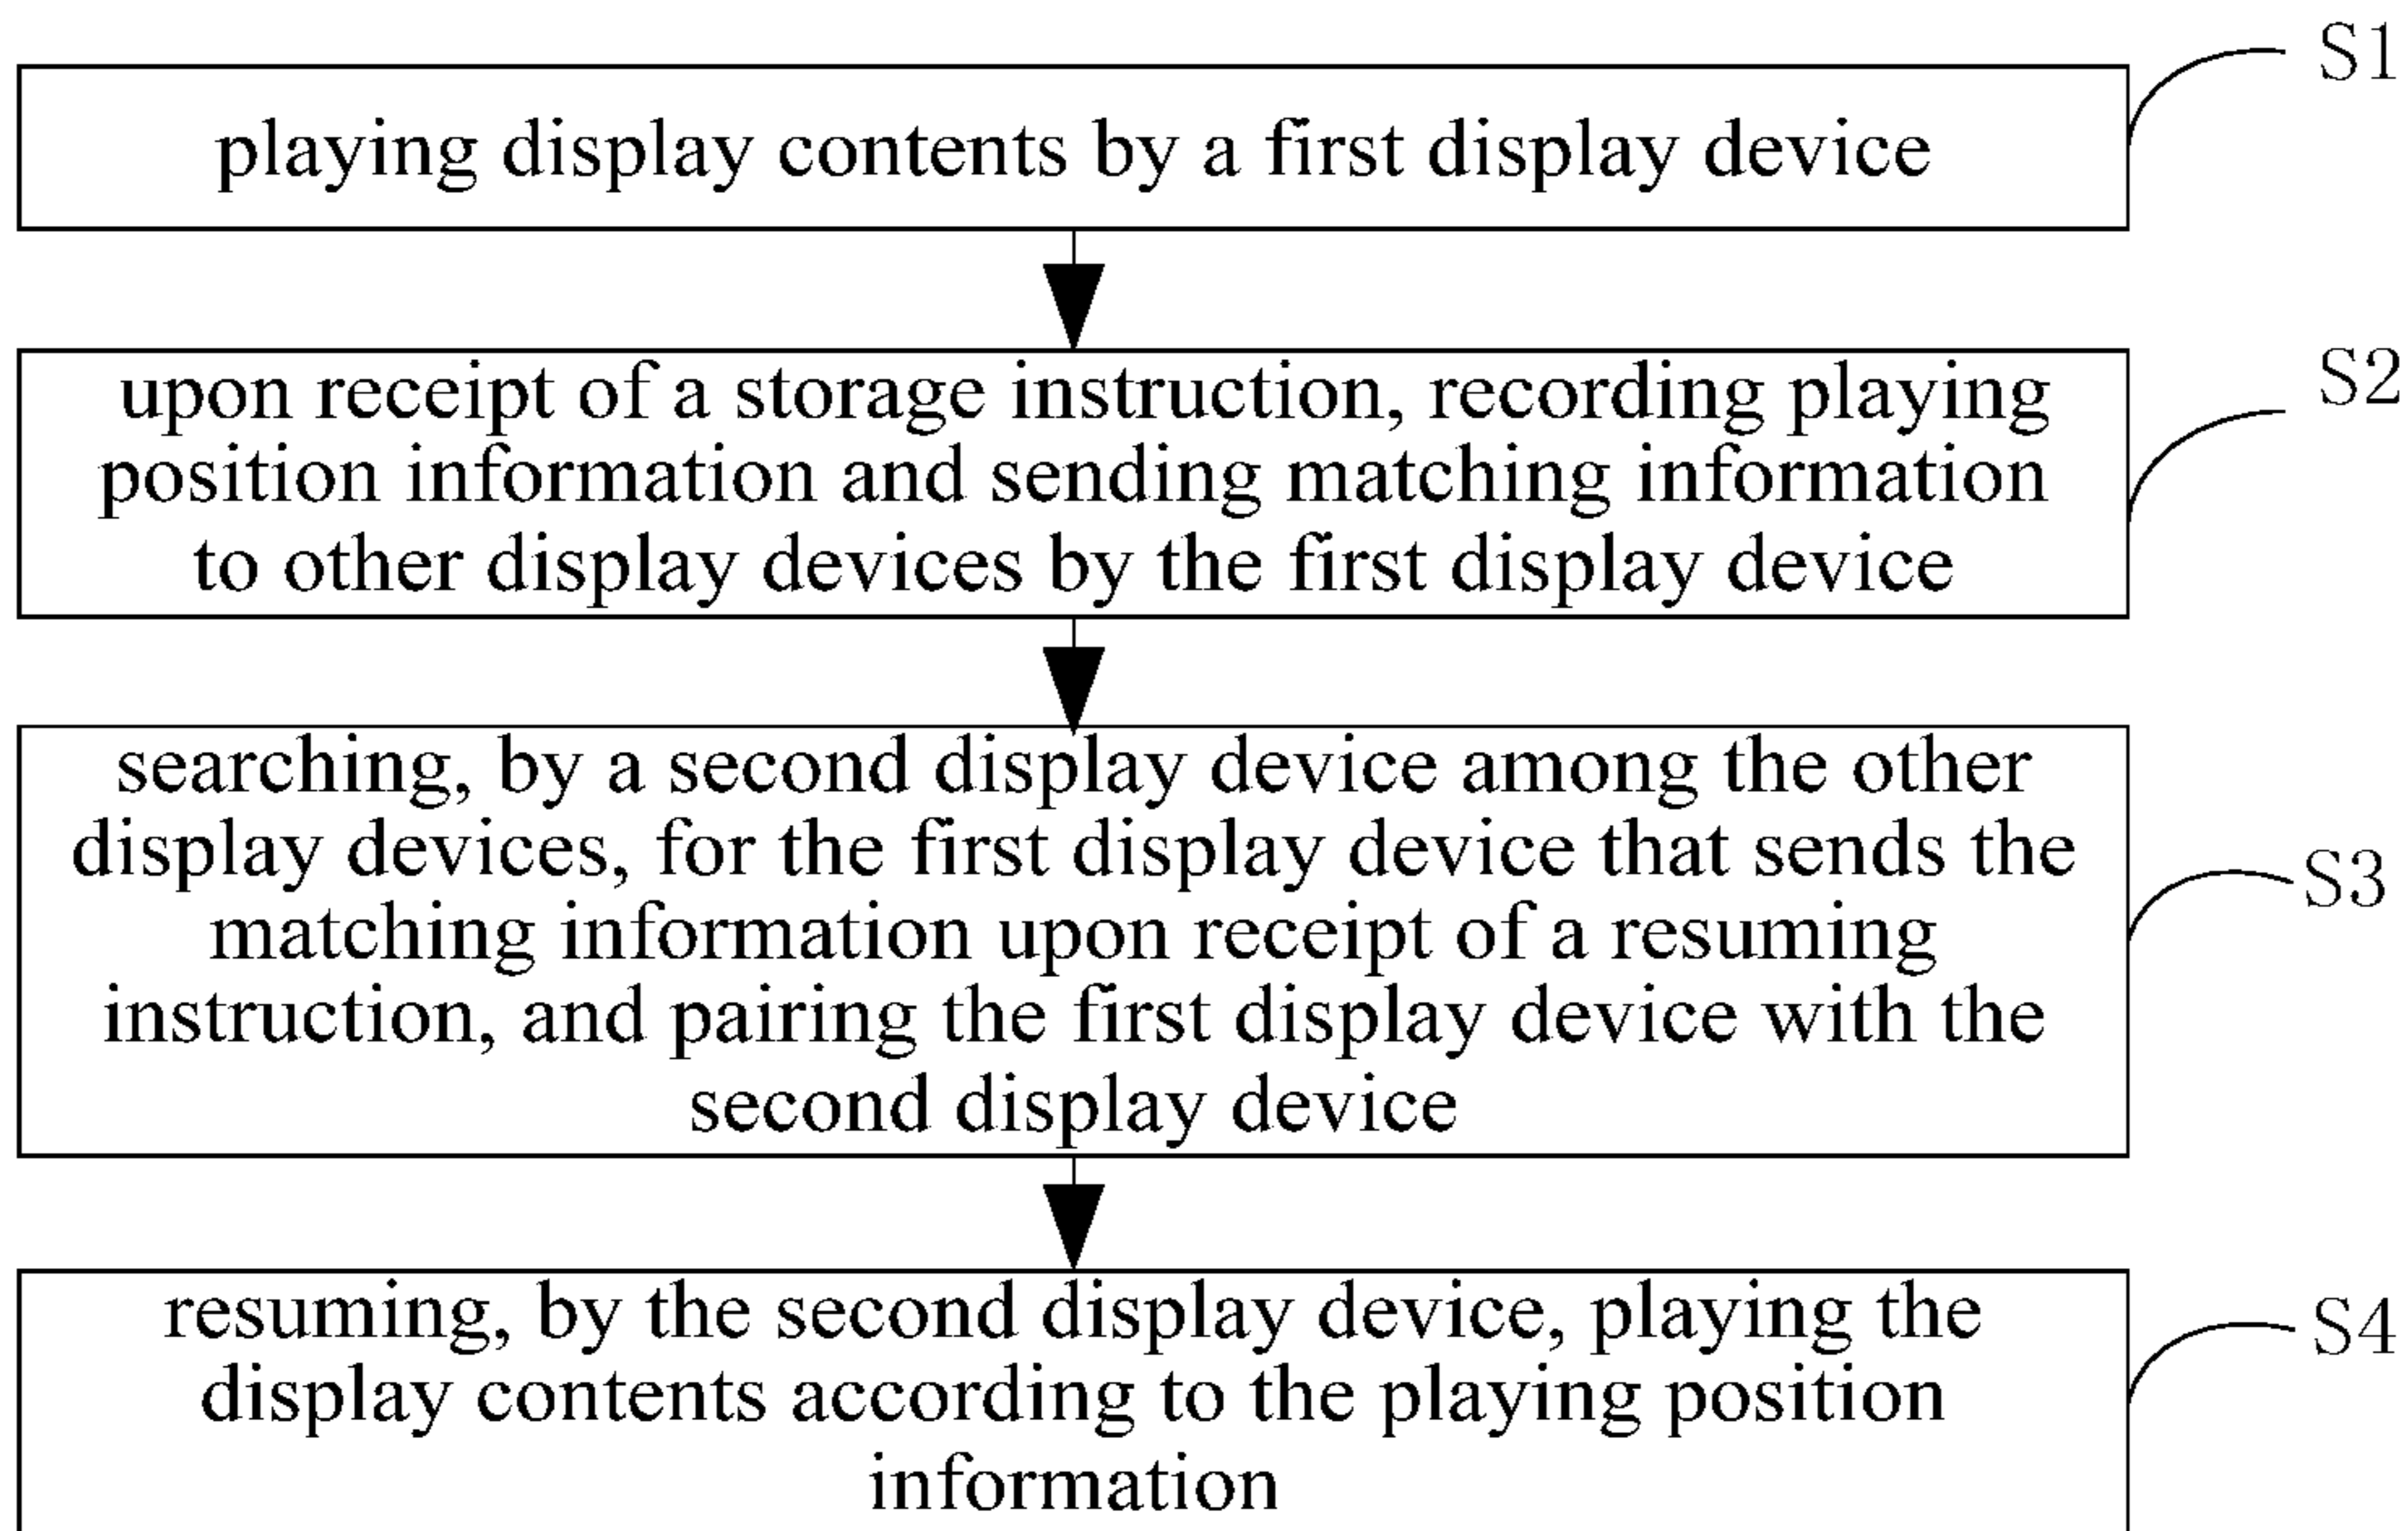 S1
playing display contents by a first display device
S2
upon receipt of a storage instruction, recording playing
position information and sending matching information
to other display devices by the first display device
searching, by a second display device among the other
display devices, for the first display device that sends the
S3
matching information upon receipt of a resuming
instruction, and pairing the first display device with the
second display device
resuming, by the second display device, playing the
S4
display contents according to the playing position
information